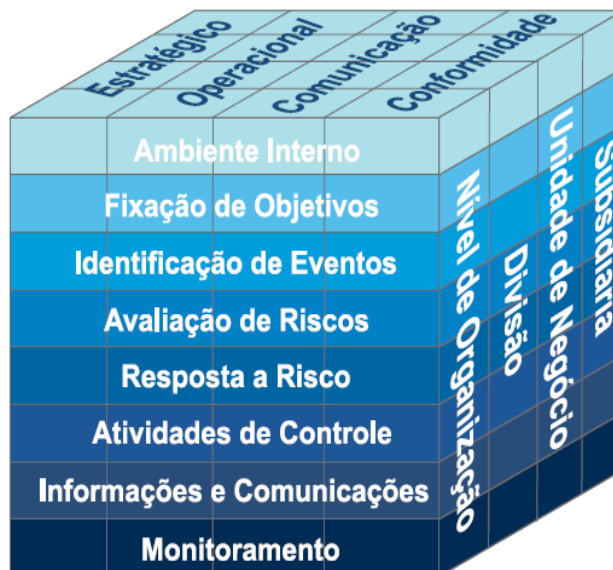 Estratégico
Operacional
Comunicação
Conformidade
Ambiente Interno
Fixação de Objetivos
Identificação de Eventos
Avaliação de Riscos
Resposta a Risco
Atividades de Controle
Informações e Comunicações
Monitoramento
Nível de Organização
Divisão
Unidade de Negócio
Subsidiaria